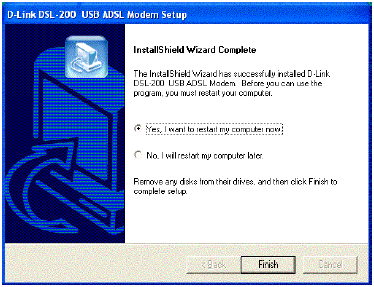 D-Link DSL-200 USB ADSL Modem Setup
InstallShield Wizard Complete
The InstallShield Wizard has successfully installed D-Link
DSL-200 USB ADSL Modem. Before you can use the
program, you must restart your computer.
Yes, I want to restart my computer now.
No, I will restart my computer later.
Remove any disks from their drives, and then click Finish to
complete setup.
< Back
Finish
Cancel